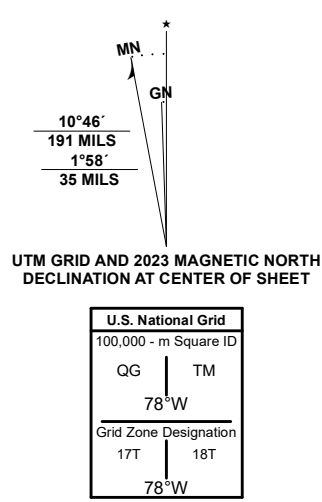 ★
MN
GN
10°46´
191 MILS
1°58´
35 MILS
UTM GRID AND 2023 MAGNETIC NORTH
DECLINATION AT CENTER OF SHEET
U.S. National Grid
100,000 - m Square ID
QG TM
78°W
Grid Zone Designation
17T 18T
78°W